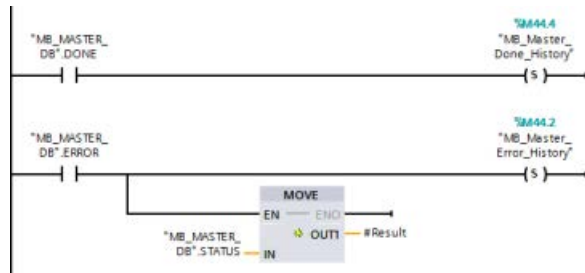 %M44.4
"MB_MASTER_
DB".DONE
"MB_Master_
Done_History"
S
%M44.2
"MB_MASTER_
DB".ERROR
"MB_Master_
Error_History"
S
MOVE
EN
ENO
OUT1
#Result
"MB_MASTER_
DB".STATUS
IN